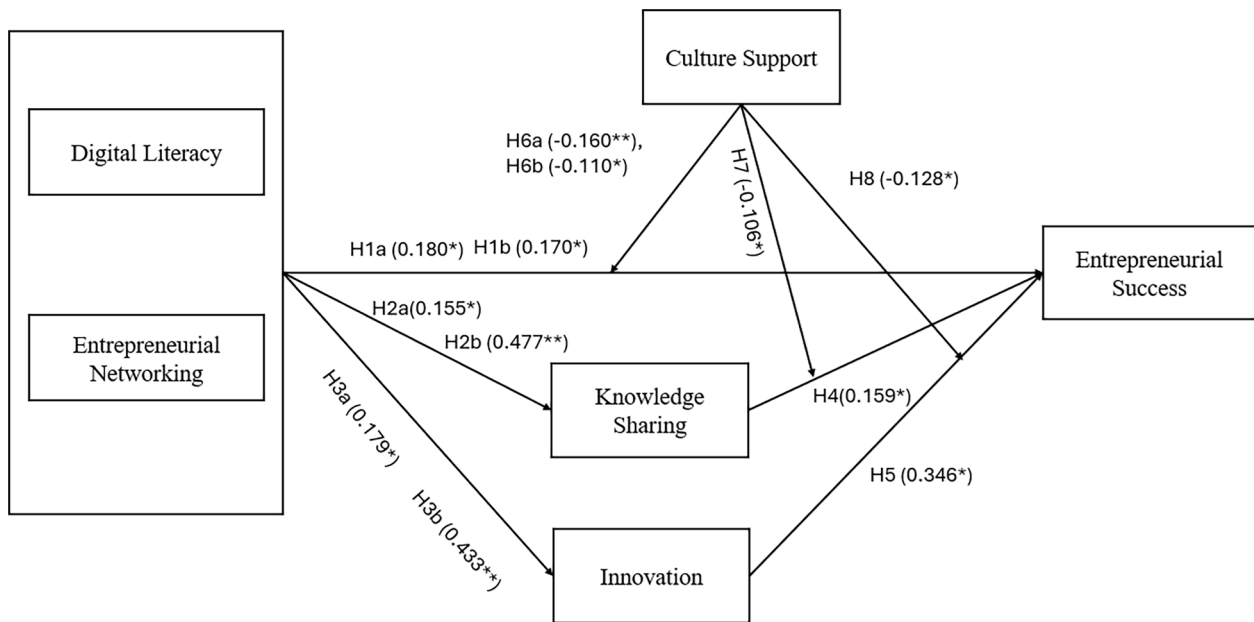 Culture Support
Digital Literacy
H6a (-0.160**),
H6b (-0.110*)
H7 (-0.106*)
H8 (-0.128*)
H1a (0.180*) H1b (0.170*)
Entrepreneurial
Success
H2a(0.155*)
H2b (0.477**)
Entrepreneurial
Networking
H3a (0.179*)
Knowledge
Sharing
H4(0.159*)
H5 (0.346*)
H3b (0.433**)
Innovation